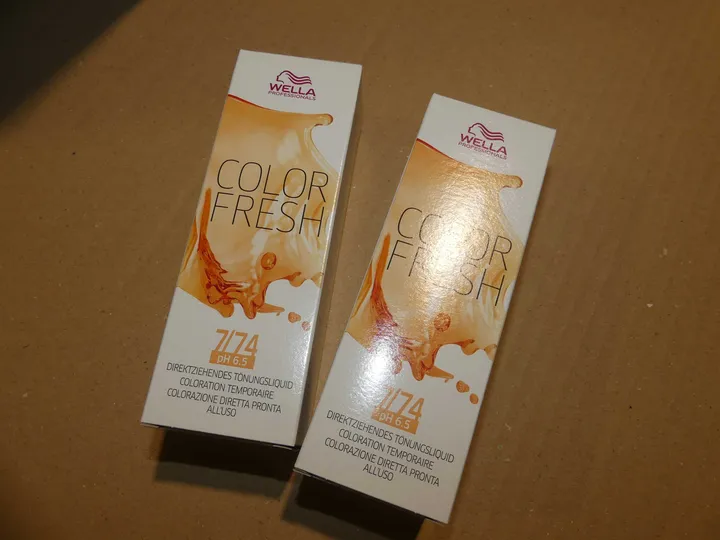 WELLA
PROFESSIONALS
COLOR
FRESH
7/74
pH 6.5
DIREKTZIEHENDES TÖNUNGSLIQUID
COLORATION TEMPORAIRE
COLORAZIONE DIRETTA PRONTA
ALL'USO
WELLA
PROFESSIONALS
COLOR
FRESH
7/74
pH 6.5
DIREKTZIEHENDES TÖNUNGSLIQUID
COLORATION TEMPORAIRE
COLORAZIONE DIRETTA PRONTA
ALL'USO